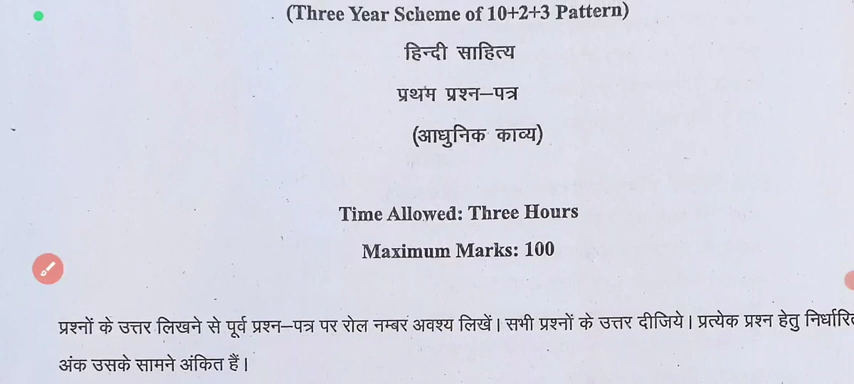 (Three Year Scheme of 10+2+3 Pattern)
हिन्दी साहित्य
प्रथम प्रश्न–पत्र
(आधुनिक काव्य)
Time Allowed: Three Hours
Maximum Marks: 100
प्रश्नों के उत्तर लिखने से पूर्व प्रश्न–पत्र पर रोल नम्बर अवश्य लिखें। सभी प्रश्नों के उत्तर दीजिये। प्रत्येक प्रश्न हेतु
अंक उसके सामने अंकित हैं।